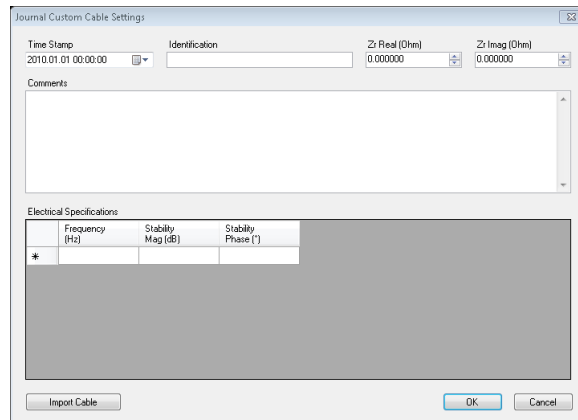 Journal Custom Cable Settings
Time Stamp Identification Zr Real (Ohm) Zr Imag (Ohm)
2010.01.01 00:00:00 0.000000 0.000000
Comments
Electrical Specifications
Frequency Stability Stability
(Hz) Mag (dB) Phase (°)
*
Import Cable OK Cancel